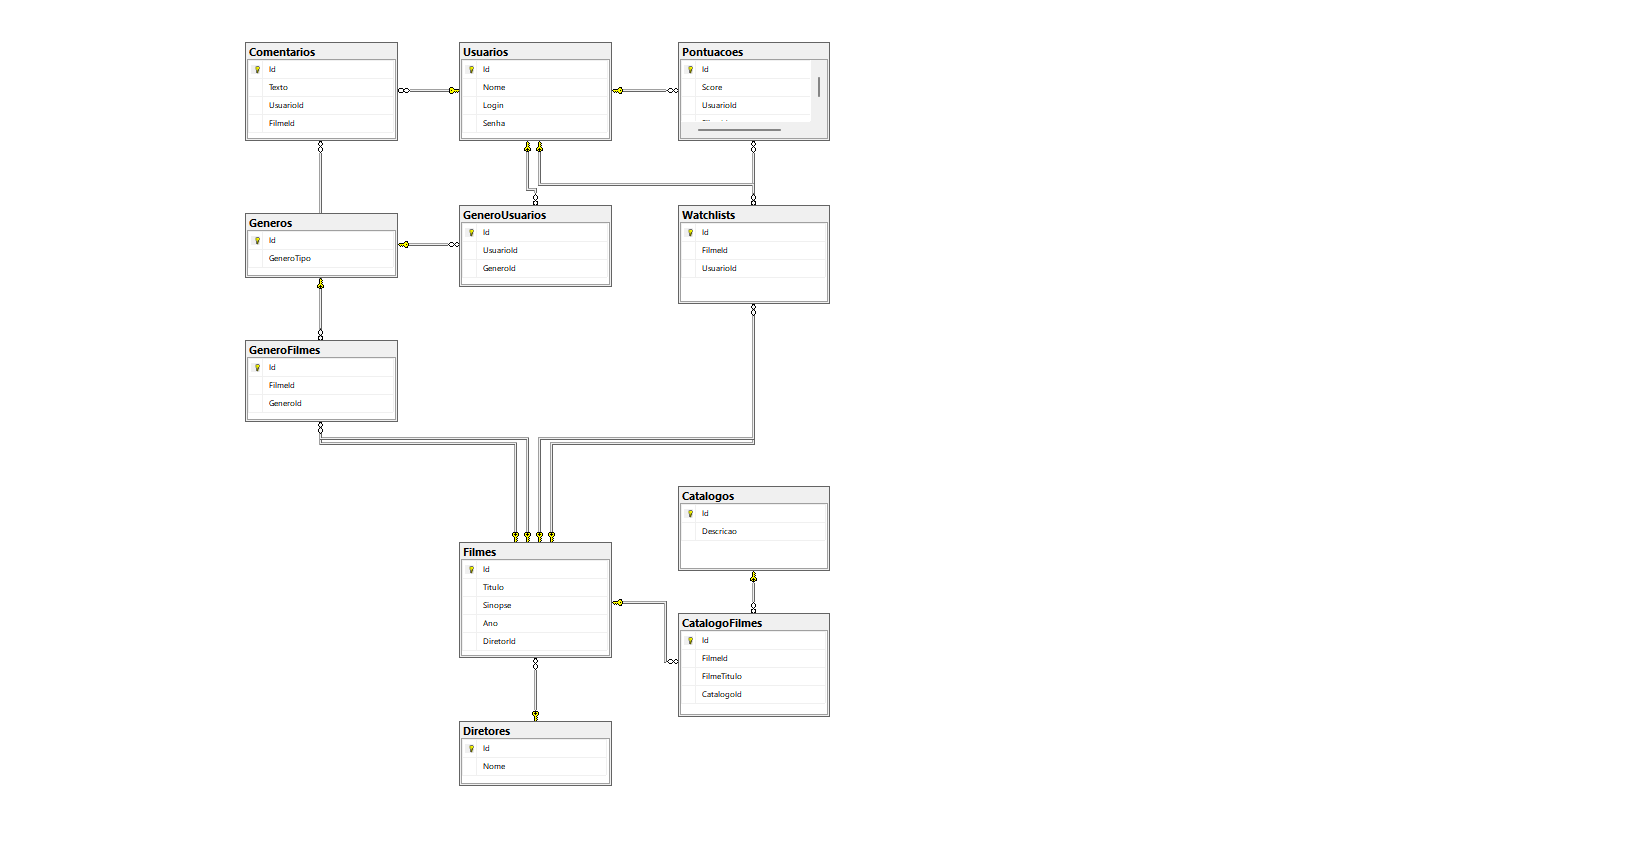 Comentarios
Id
Texto
UsuarioId
FilmeId
Usuarios
Id
Nome
Login
Senha
Pontuacoes
Id
Score
UsuarioId
Generos
Id
GeneroTipo
GeneroUsuarios
Id
UsuarioId
GeneroId
Watchlists
Id
FilmeId
UsuarioId
GeneroFilmes
Id
FilmeId
GeneroId
Catalogos
Id
Descricao
Filmes
Id
Titulo
Sinopse
Ano
DiretorId
CatalogoFilmes
Id
FilmeId
FilmeTitulo
CatalogoId
Diretores
Id
Nome